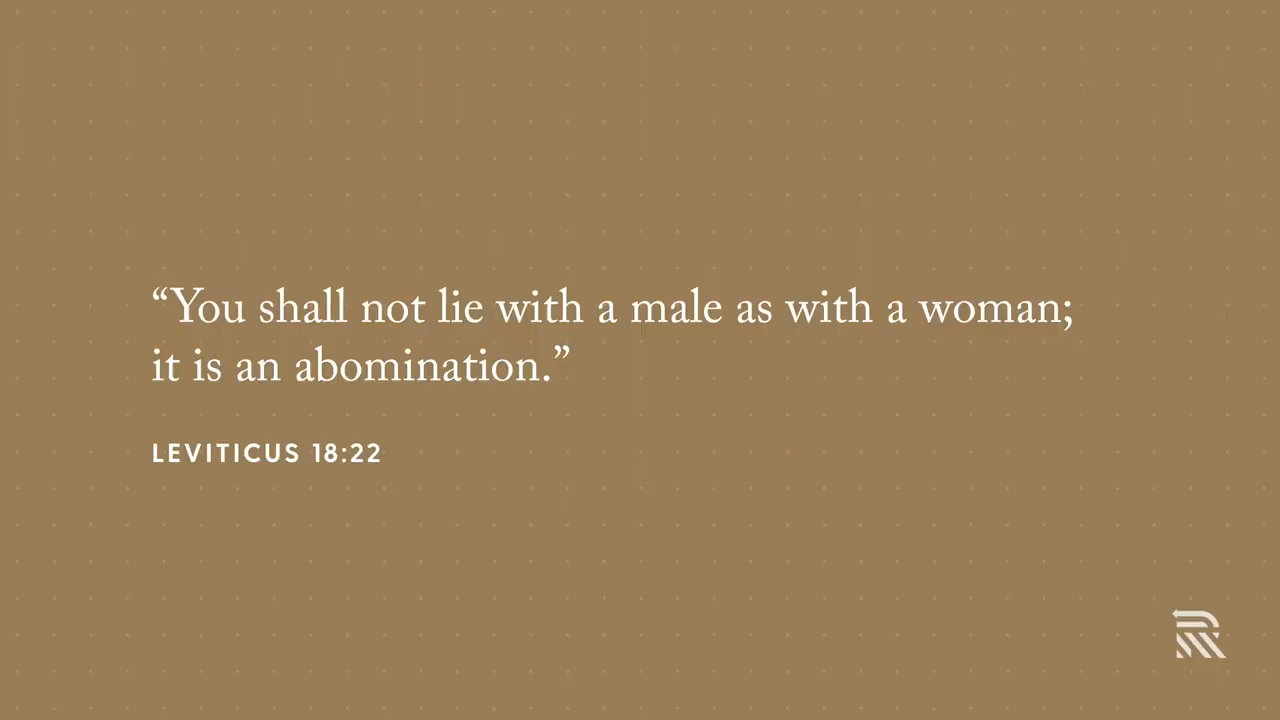 “You shall not lie with a male as with a woman;
it is an abomination.”
LEVITICUS 18:22